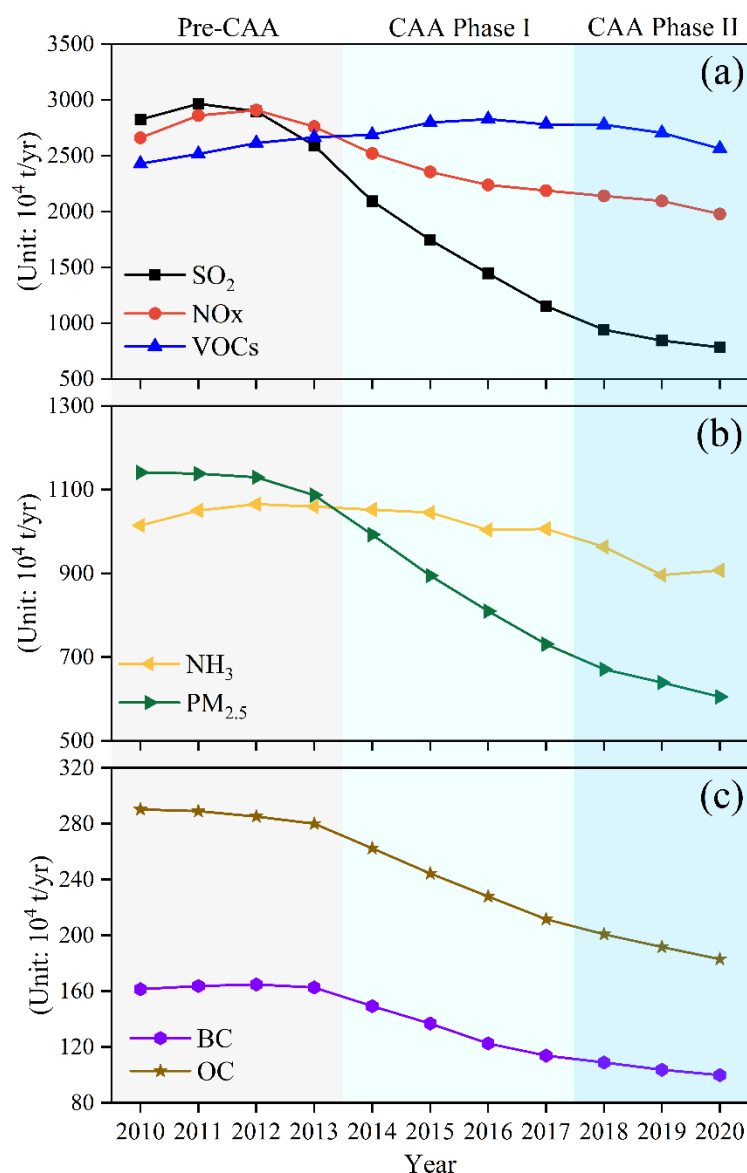 Pre-CAA CAA Phase I CAA Phase II
(a)
3500
3000
2500
2000
1500
1000
500
(Unit: 10⁴ t/yr)
SO₂
NOx
VOCs
(b)
1300
1100
900
700
500
(Unit: 10⁴ t/yr)
NH₃
PM₂.₅
(c)
320
280
240
200
160
120
80
(Unit: 10⁴ t/yr)
BC
OC
2010 2011 2012 2013 2014 2015 2016 2017 2018 2019 2020
Year